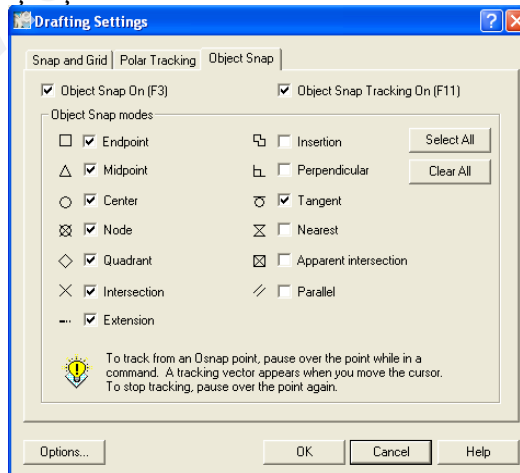 Drafting Settings
Snap and Grid Polar Tracking Object Snap
Object Snap On (F3) Object Snap Tracking On (F11)
Object Snap modes
Endpoint Insertion Select All
Midpoint Perpendicular Clear All
Center Tangent
Node Nearest
Quadrant Apparent intersection
Intersection Parallel
Extension
To track from an Osnap point, pause over the point while in a
command. A tracking vector appears when you move the cursor.
To stop tracking, pause over the point again.
Options... OK Cancel Help